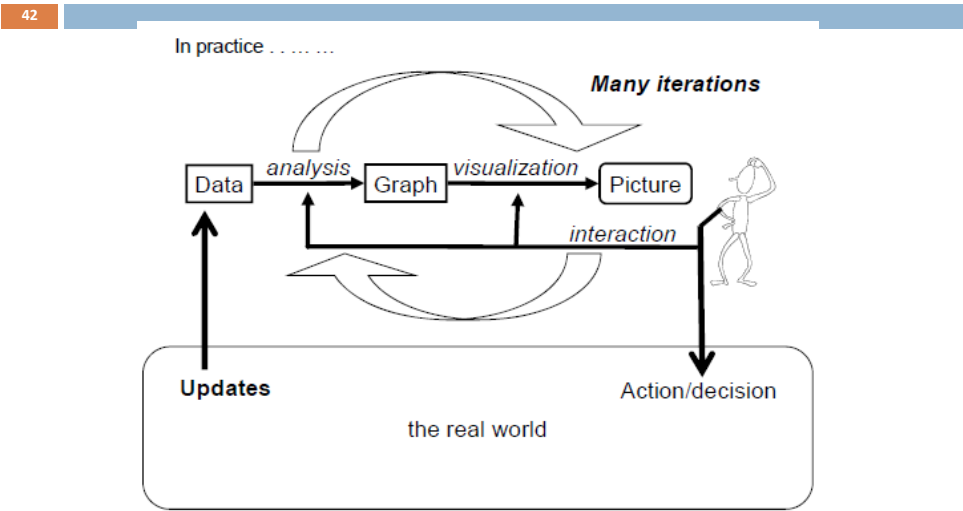 42
In practice . . ... ...
Many iterations
analysis
visualization
Data
Graph
Picture
interaction
Updates
Action/decision
the real world